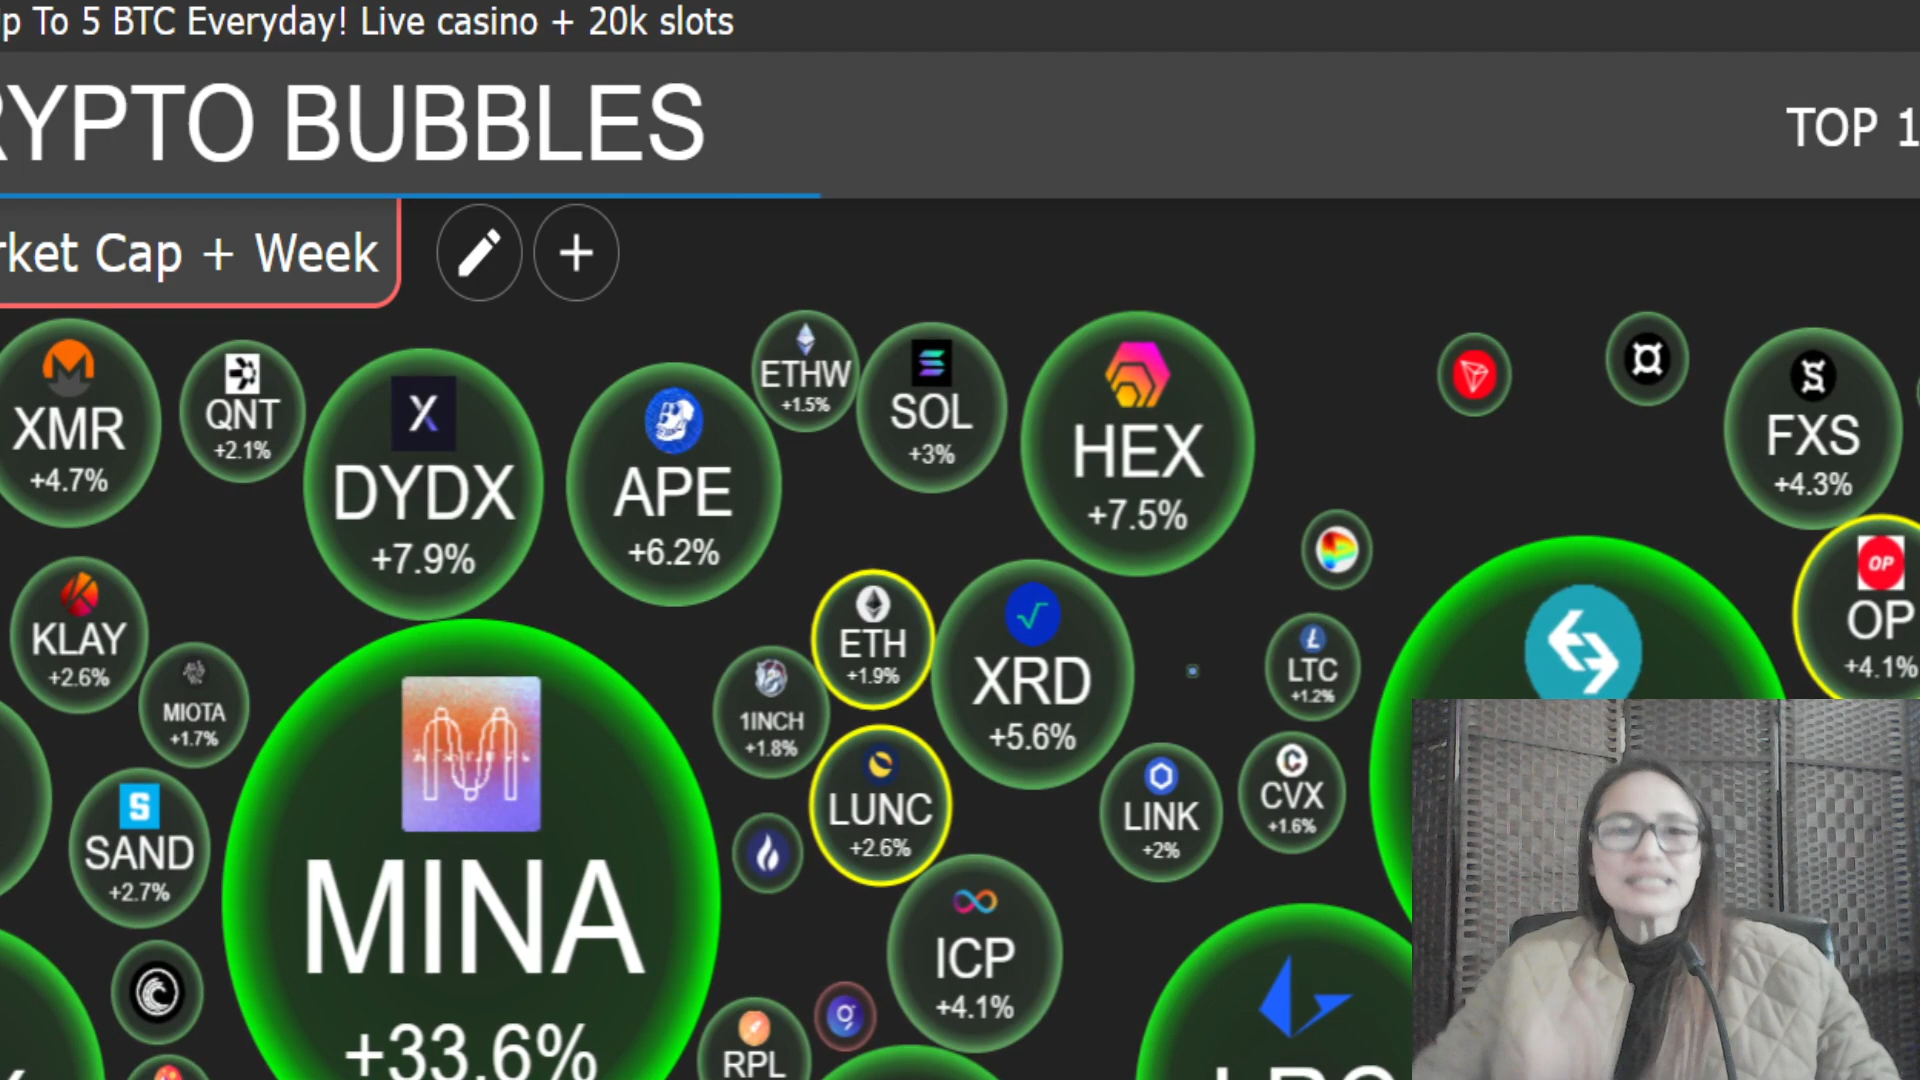 p To 5 BTC Everyday! Live casino + 20k slots
RYPTO BUBBLES
TOP 1
rket Cap + Week
XMR
+4.7%
QNT
+2.1%
DYDX
+7.9%
APE
+6.2%
ETHW
+1.5%
SOL
+3%
HEX
+7.5%
FXS
+4.3%
KLAY
+2.6%
MIOTA
+1.7%
ETH
+1.9%
XRD
+5.6%
LTC
+1.2%
OP
OP
+4.1%
1INCH
+1.8%
LUNC
+2.6%
LINK
+2%
CVX
+1.6%
S
SAND
+2.7%
MINA
+33.6%
ICP
+4.1%
RPL